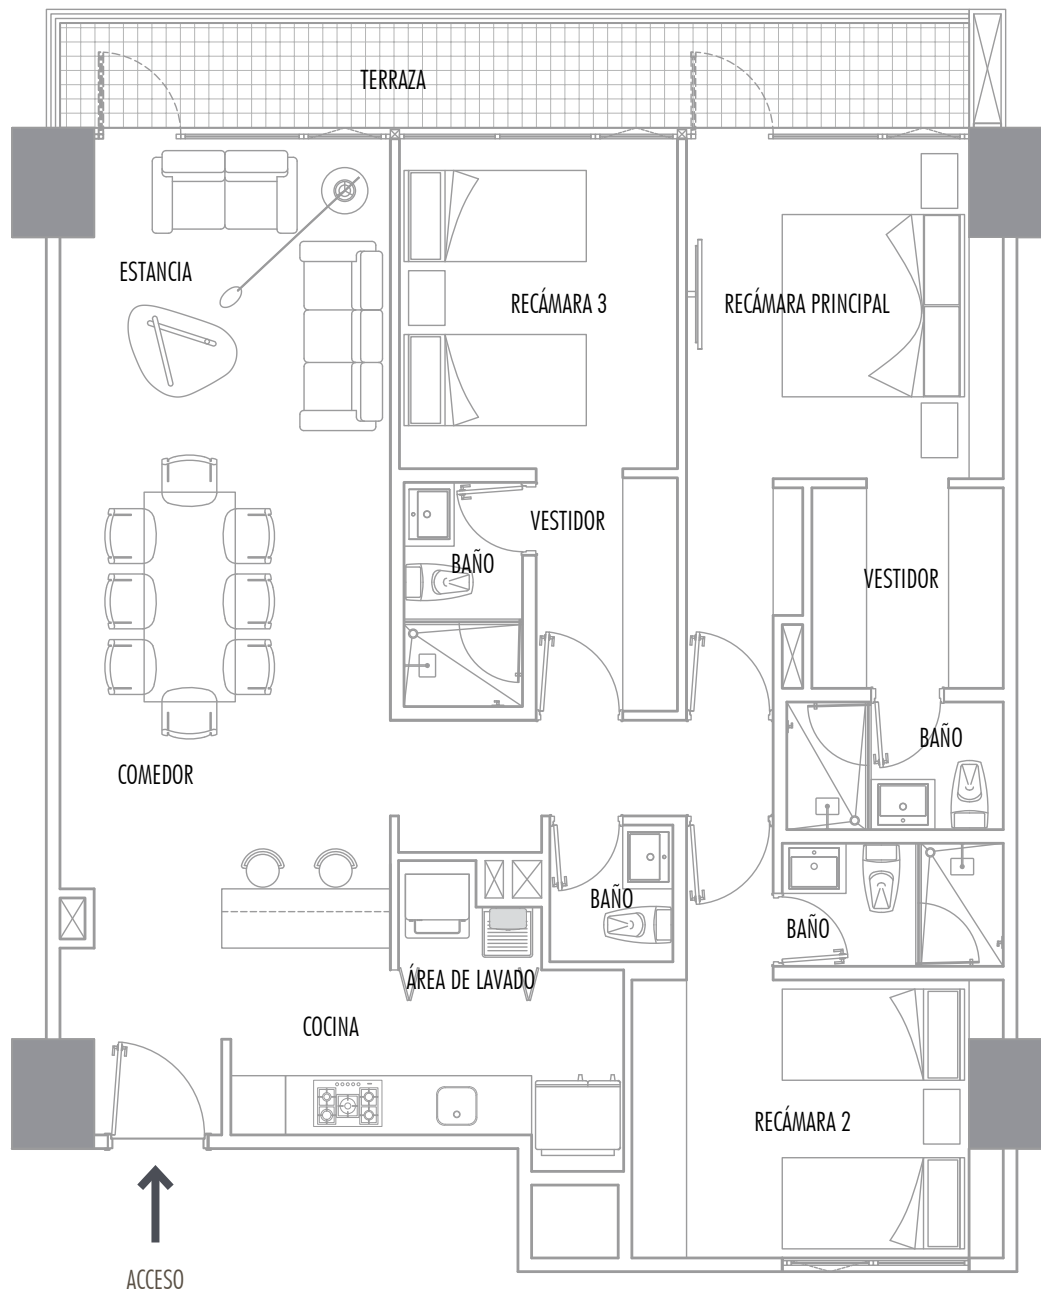 TERRAZA
ESTANCIA
RECÁMARA 3
RECÁMARA PRINCIPAL
VESTIDOR
BAÑO
VESTIDOR
BAÑO
COMEDOR
BAÑO
BAÑO
ÁREA DE LAVADO
COCINA
RECÁMARA 2
ACCESO